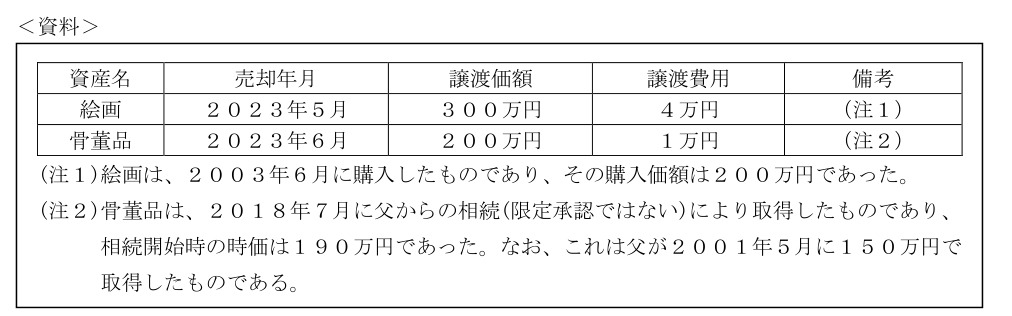 ＜資料＞
資産名 売却年月 譲渡価額 譲渡費用 備考
絵画 ２０２３年５月 ３００万円 ４万円 （注１）
骨董品 ２０２３年６月 ２００万円 １万円 （注２）
（注１）絵画は、２００３年６月に購入したものであり、その購入価額は２００万円であった。
（注２）骨董品は、２０１８年７月に父からの相続（限定承認ではない）により取得したものであり、
相続開始時の時価は１９０万円であった。なお、これは父が２００１年５月に１５０万円で
取得したものである。